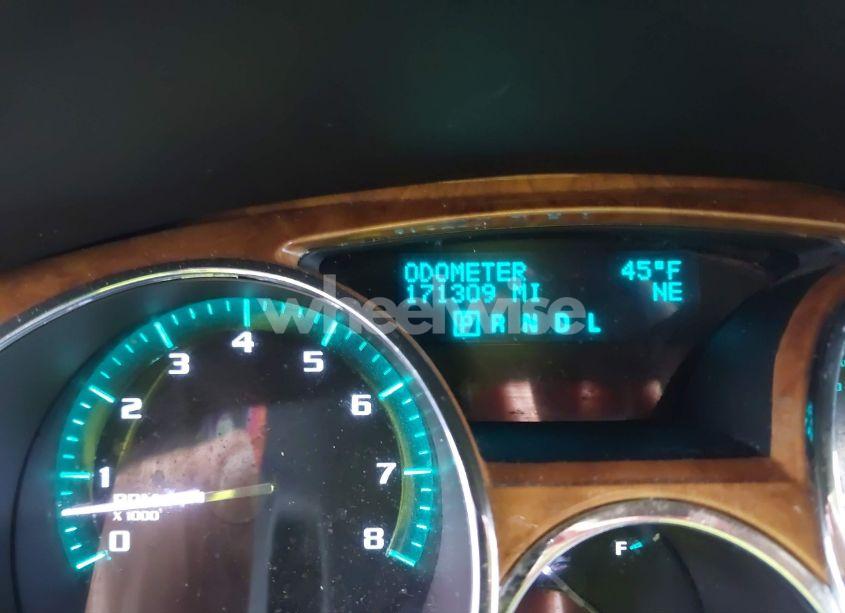 ODOMETER 45°F
171309 MI NE
P R N D L
wheelwise
0 1 2 3 4 5 6 7 8
RPM
X 1000
F